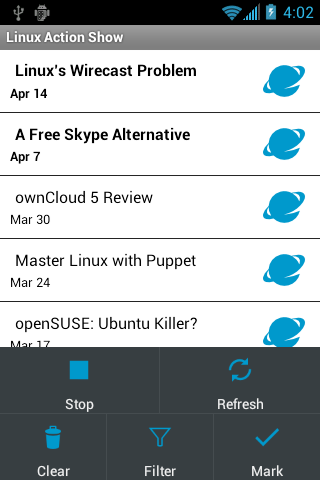 4:02
Linux Action Show
Linux's Wirecast Problem
Apr 14
A Free Skype Alternative
Apr 7
ownCloud 5 Review
Mar 30
Master Linux with Puppet
Mar 24
openSUSE: Ubuntu Killer?
Mar 17
Stop
Refresh
Clear
Filter
Mark